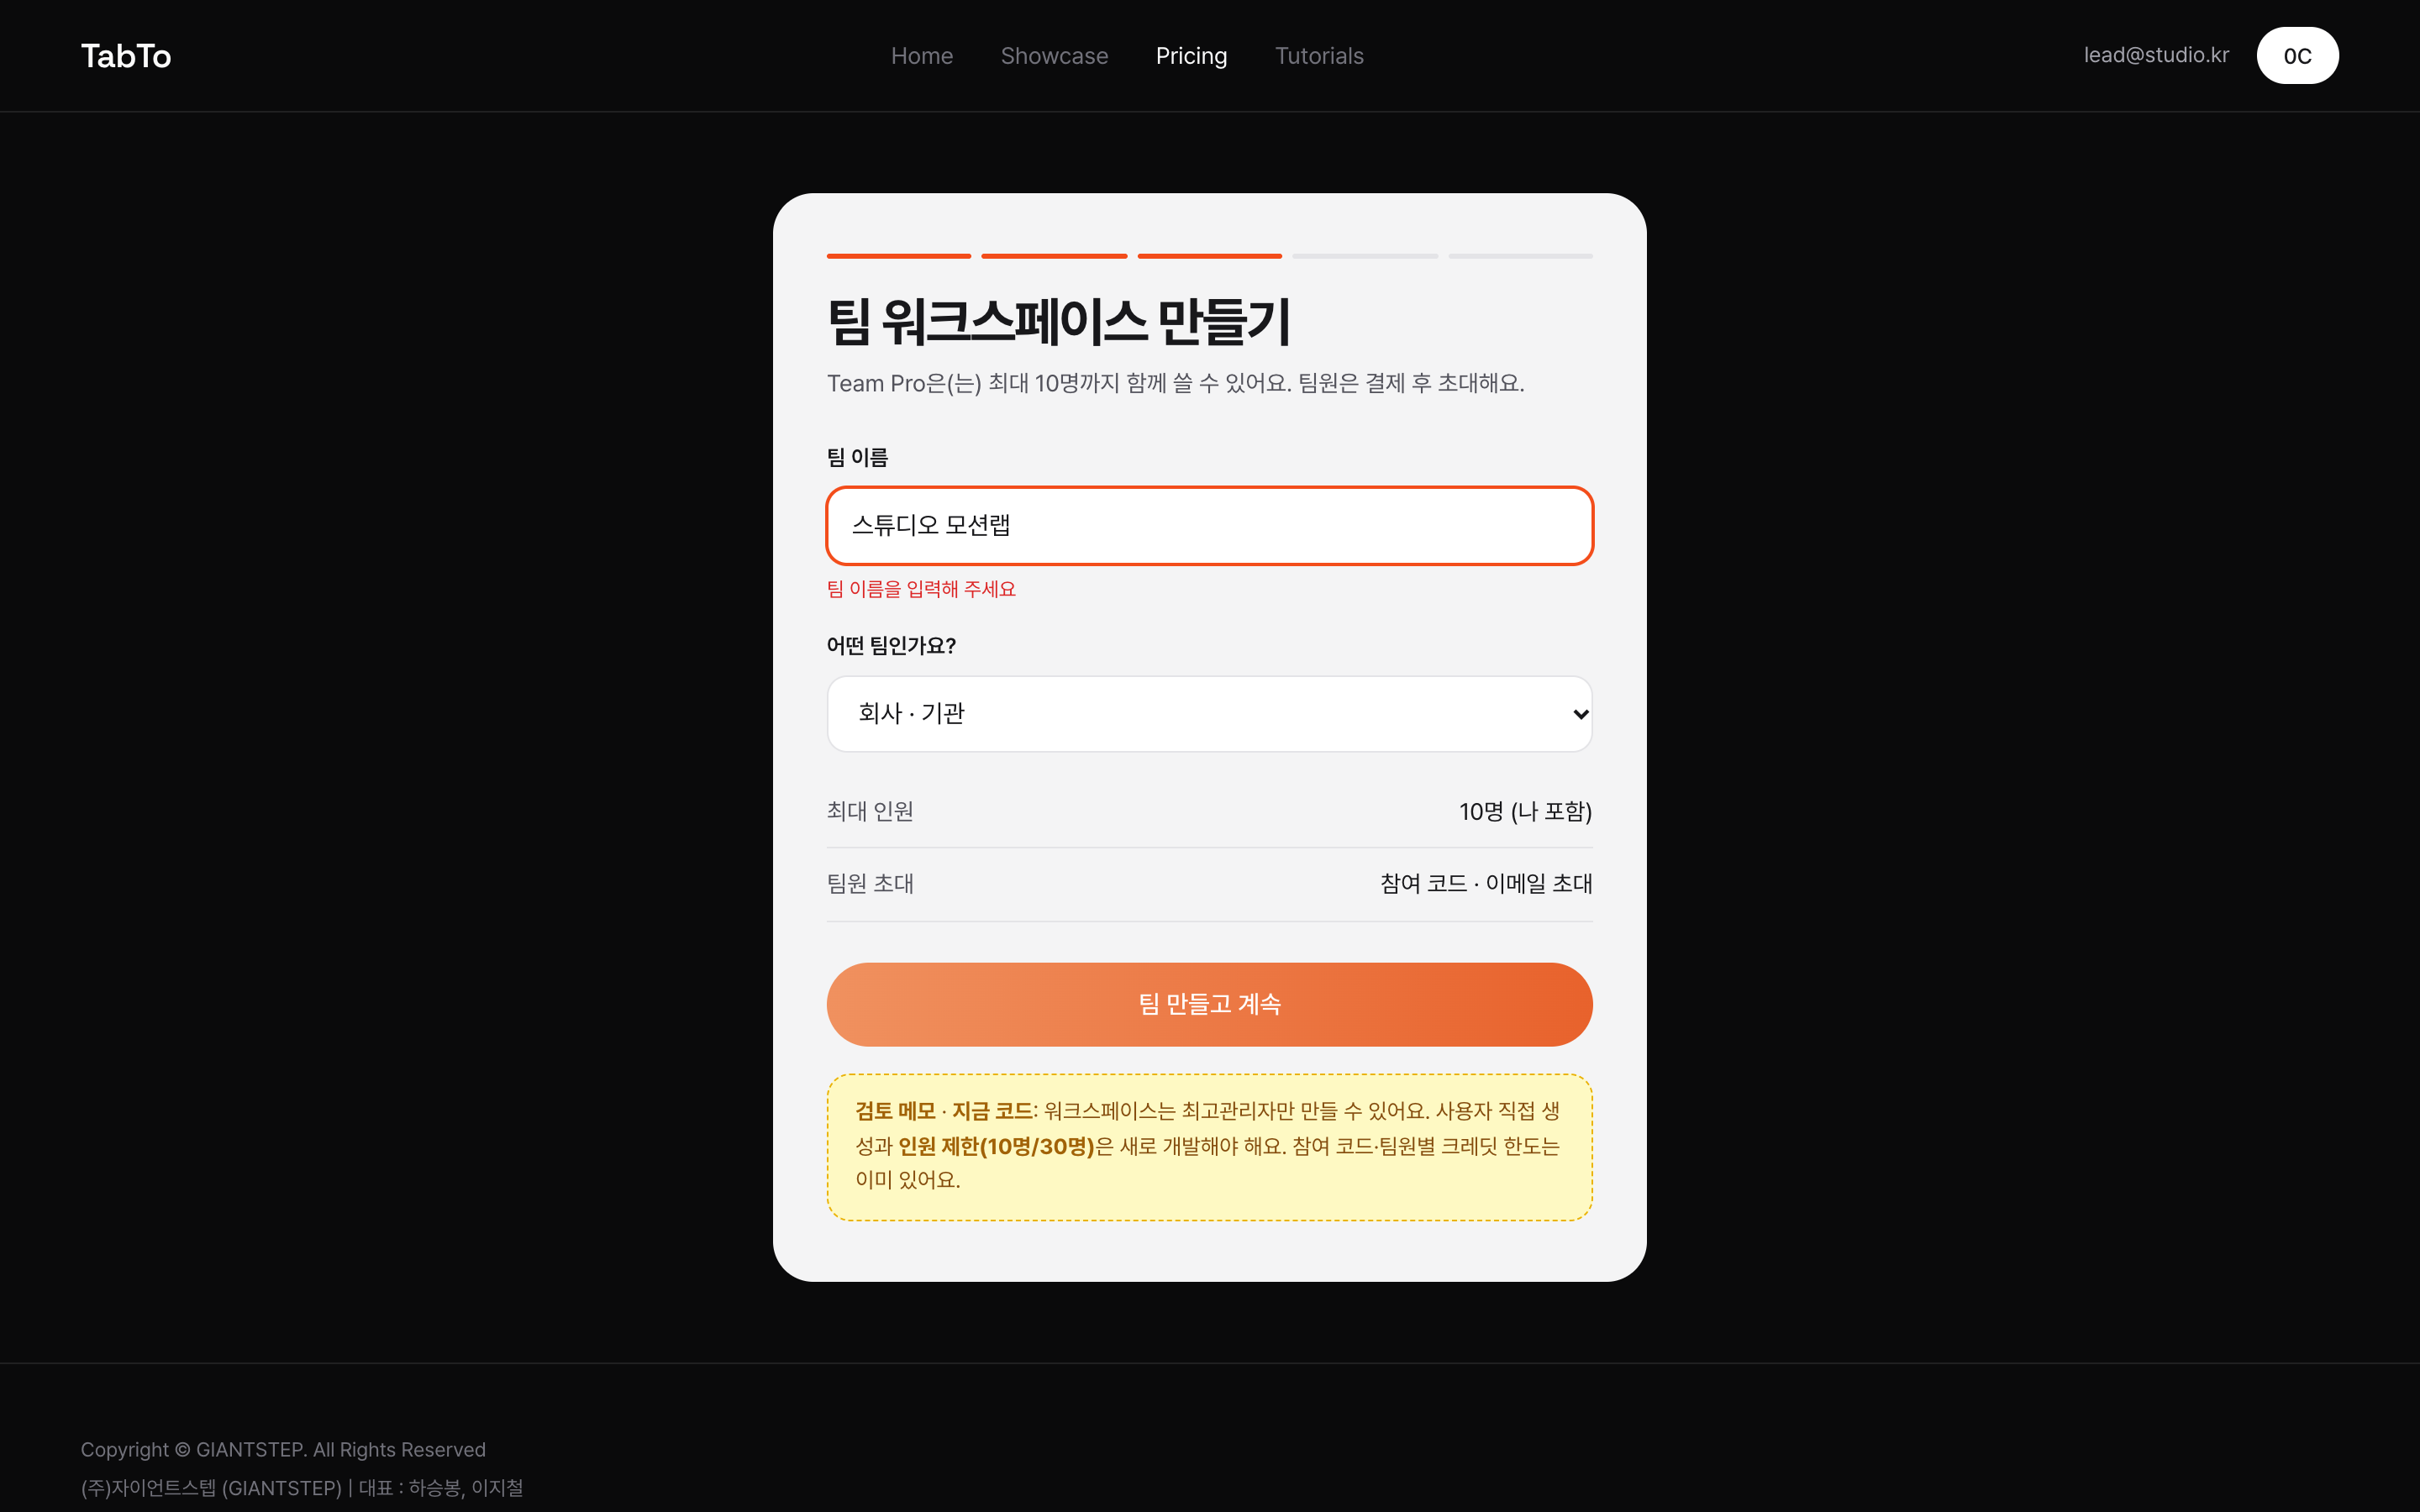 TabTo
Home
Showcase
Pricing
Tutorials
lead@studio.kr
0C
팀 워크스페이스 만들기
Team Pro은(는) 최대 10명까지 함께 쓸 수 있어요. 팀원은 결제 후 초대해요.
팀 이름
스튜디오 모션랩
팀 이름을 입력해 주세요
어떤 팀인가요?
회사 · 기관
최대 인원
10명 (나 포함)
팀원 초대
참여 코드 · 이메일 초대
팀 만들고 계속
검토 메모 · 지금 코드: 워크스페이스는 최고관리자만 만들 수 있어요. 사용자 직접 생
성과 인원 제한(10명/30명)은 새로 개발해야 해요. 참여 코드·팀원별 크레딧 한도는
이미 있어요.
Copyright © GIANTSTEP. All Rights Reserved
(주)자이언트스텝 (GIANTSTEP) | 대표 : 하승봉, 이지철